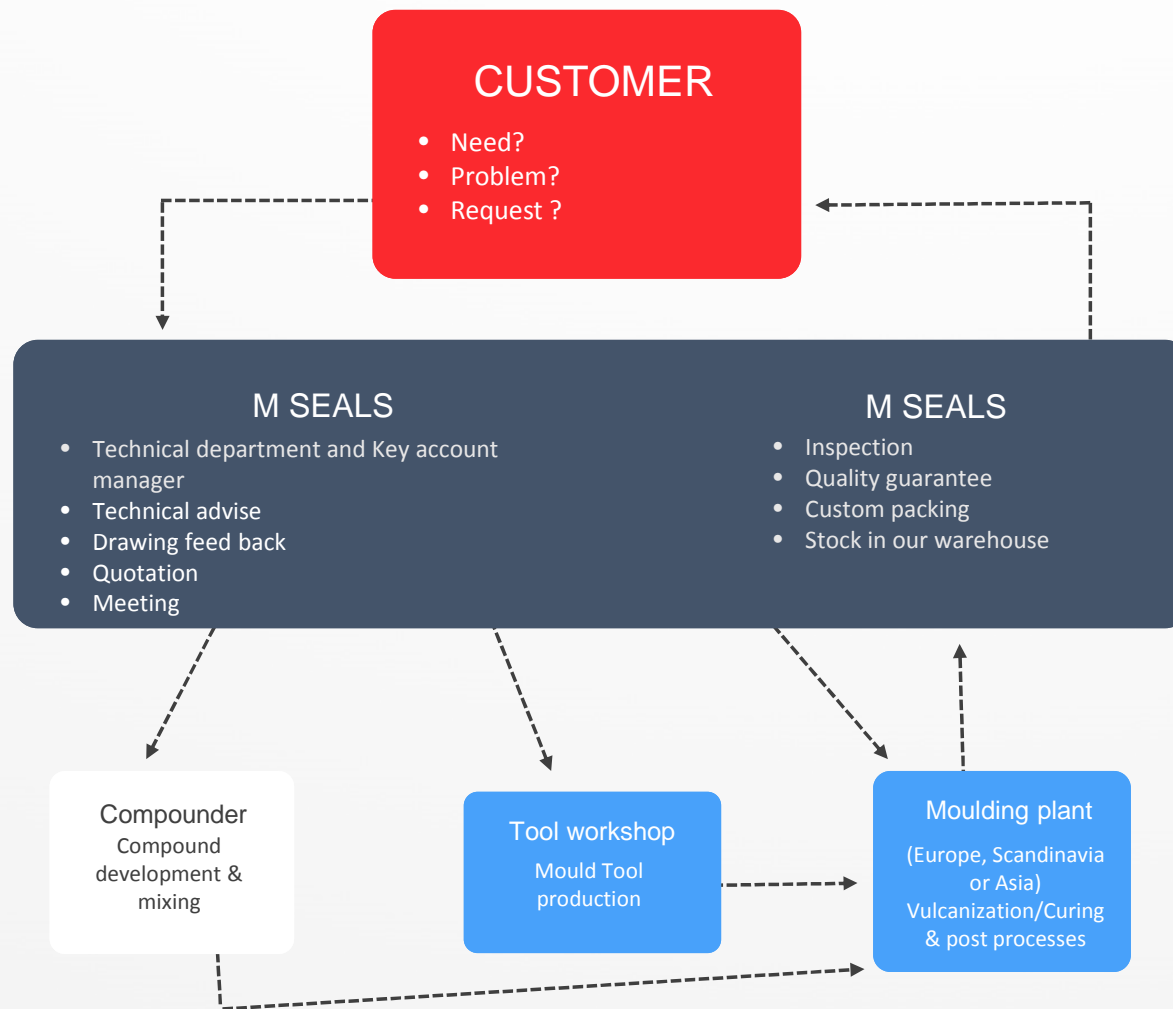 CUSTOMER
• Need?
• Problem?
• Request ?
M SEALS
• Technical department and Key account
manager
• Technical advise
• Drawing feed back
• Quotation
• Meeting
M SEALS
• Inspection
• Quality guarantee
• Custom packing
• Stock in our warehouse
Compounder
Compound
development &
mixing
Tool workshop
Mould Tool
production
Moulding plant
(Europe, Scandinavia
or Asia)
Vulcanization/Curing
& post processes